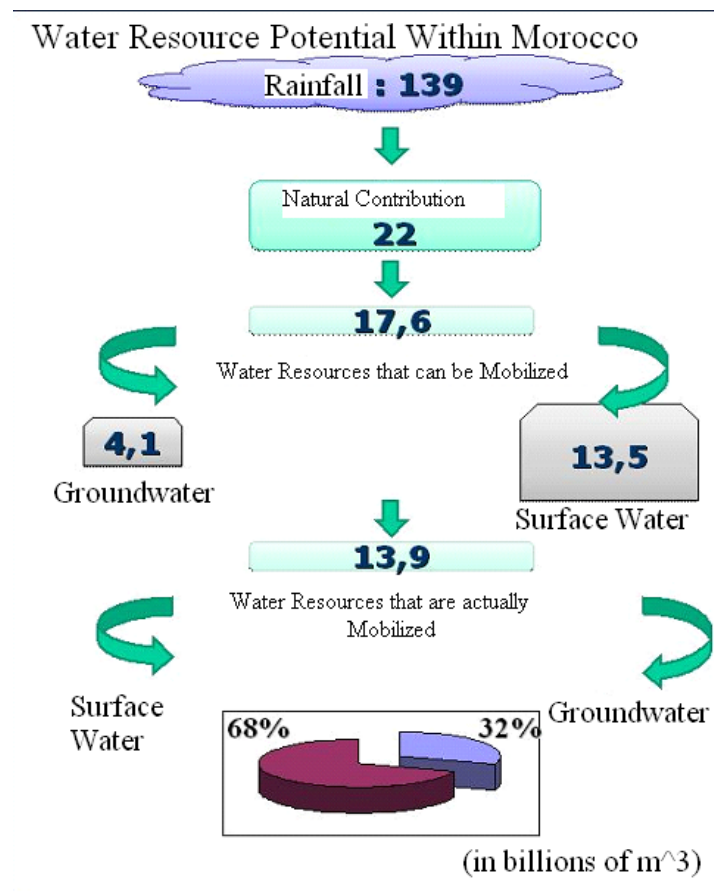 Water Resource Potential Within Morocco
Rainfall : 139
Natural Contribution
22
17,6
Water Resources that can be Mobilized
4,1
Groundwater
13,5
Surface Water
13,9
Water Resources that are actually
Mobilized
Surface
Water
68%
32%
Groundwater
(in billions of m^3)